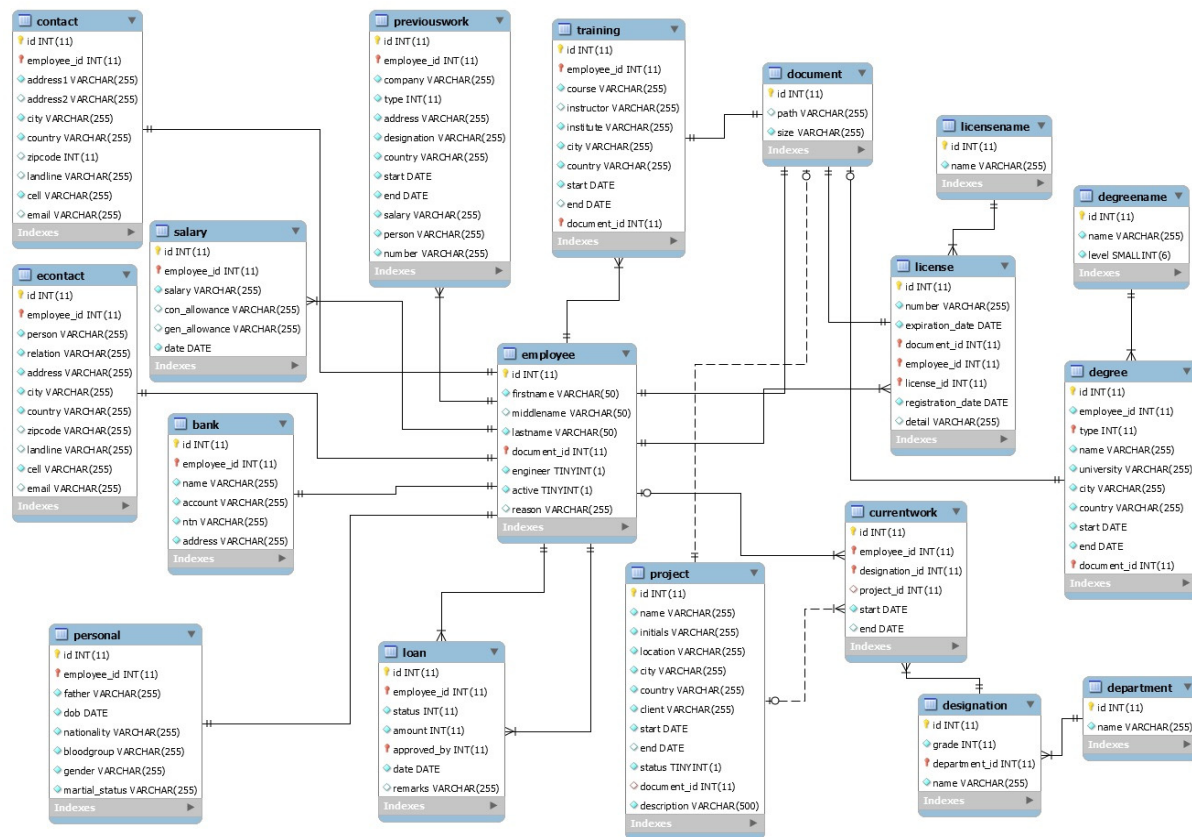 contact
id INT(11)
employee_id INT(11)
address1 VARCHAR(255)
address2 VARCHAR(255)
city VARCHAR(255)
country VARCHAR(255)
zipcode INT(11)
landline VARCHAR(255)
cell VARCHAR(255)
email VARCHAR(255)
Indexes
previouswork
id INT(11)
employee_id INT(11)
company VARCHAR(255)
type INT(11)
address VARCHAR(255)
designation VARCHAR(255)
country VARCHAR(255)
start DATE
end DATE
salary VARCHAR(255)
person VARCHAR(255)
number VARCHAR(255)
Indexes
training
id INT(11)
employee_id INT(11)
course VARCHAR(255)
instructor VARCHAR(255)
institute VARCHAR(255)
city VARCHAR(255)
country VARCHAR(255)
start DATE
end DATE
document_id INT(11)
Indexes
document
id INT(11)
path VARCHAR(255)
size VARCHAR(255)
Indexes
licensename
id INT(11)
name VARCHAR(255)
Indexes
degreename
id INT(11)
name VARCHAR(255)
level SMALLINT(6)
Indexes
salary
id INT(11)
employee_id INT(11)
salary VARCHAR(255)
con_allowance VARCHAR(255)
gen_allowance VARCHAR(255)
date DATE
Indexes
econtact
id INT(11)
employee_id INT(11)
person VARCHAR(255)
relation VARCHAR(255)
address VARCHAR(255)
city VARCHAR(255)
country VARCHAR(255)
zipcode VARCHAR(255)
landline VARCHAR(255)
cell VARCHAR(255)
email VARCHAR(255)
Indexes
license
id INT(11)
number VARCHAR(255)
expiration_date DATE
document_id INT(11)
employee_id INT(11)
license_id INT(11)
registration_date DATE
detail VARCHAR(255)
Indexes
employee
id INT(11)
firstname VARCHAR(50)
middlename VARCHAR(50)
lastname VARCHAR(50)
document_id INT(11)
engineer TINYINT(1)
active TINYINT(1)
reason VARCHAR(255)
Indexes
degree
id INT(11)
employee_id INT(11)
type INT(11)
name VARCHAR(255)
university VARCHAR(255)
city VARCHAR(255)
country VARCHAR(255)
start DATE
end DATE
document_id INT(11)
Indexes
bank
id INT(11)
employee_id INT(11)
name VARCHAR(255)
account VARCHAR(255)
ntn VARCHAR(255)
address VARCHAR(255)
Indexes
currentwork
id INT(11)
employee_id INT(11)
designation_id INT(11)
project_id INT(11)
start DATE
end DATE
Indexes
project
id INT(11)
name VARCHAR(255)
initials VARCHAR(255)
location VARCHAR(255)
city VARCHAR(255)
country VARCHAR(255)
client VARCHAR(255)
start DATE
end DATE
status TINYINT(1)
document_id INT(11)
description VARCHAR(500)
Indexes
personal
id INT(11)
employee_id INT(11)
father VARCHAR(255)
dob DATE
nationality VARCHAR(255)
bloodgroup VARCHAR(255)
gender VARCHAR(255)
martial_status VARCHAR(255)
Indexes
loan
id INT(11)
employee_id INT(11)
status INT(11)
amount INT(11)
approved_by INT(11)
date DATE
remarks VARCHAR(255)
Indexes
designation
id INT(11)
grade INT(11)
department_id INT(11)
name VARCHAR(255)
Indexes
department
id INT(11)
name VARCHAR(255)
Indexes